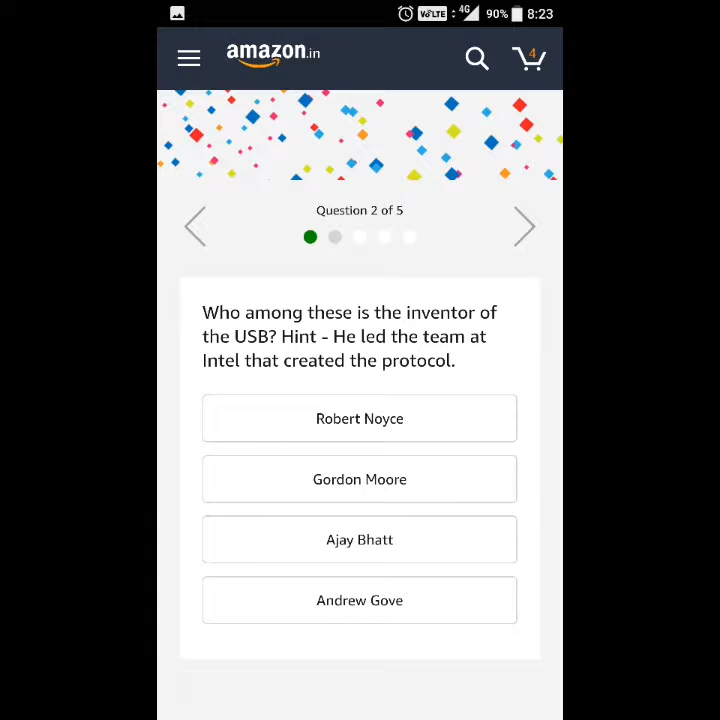 VoLTE 4G 90% 8:23
amazon.in
4
Question 2 of 5
Who among these is the inventor of
the USB? Hint - He led the team at
Intel that created the protocol.
Robert Noyce
Gordon Moore
Ajay Bhatt
Andrew Gove